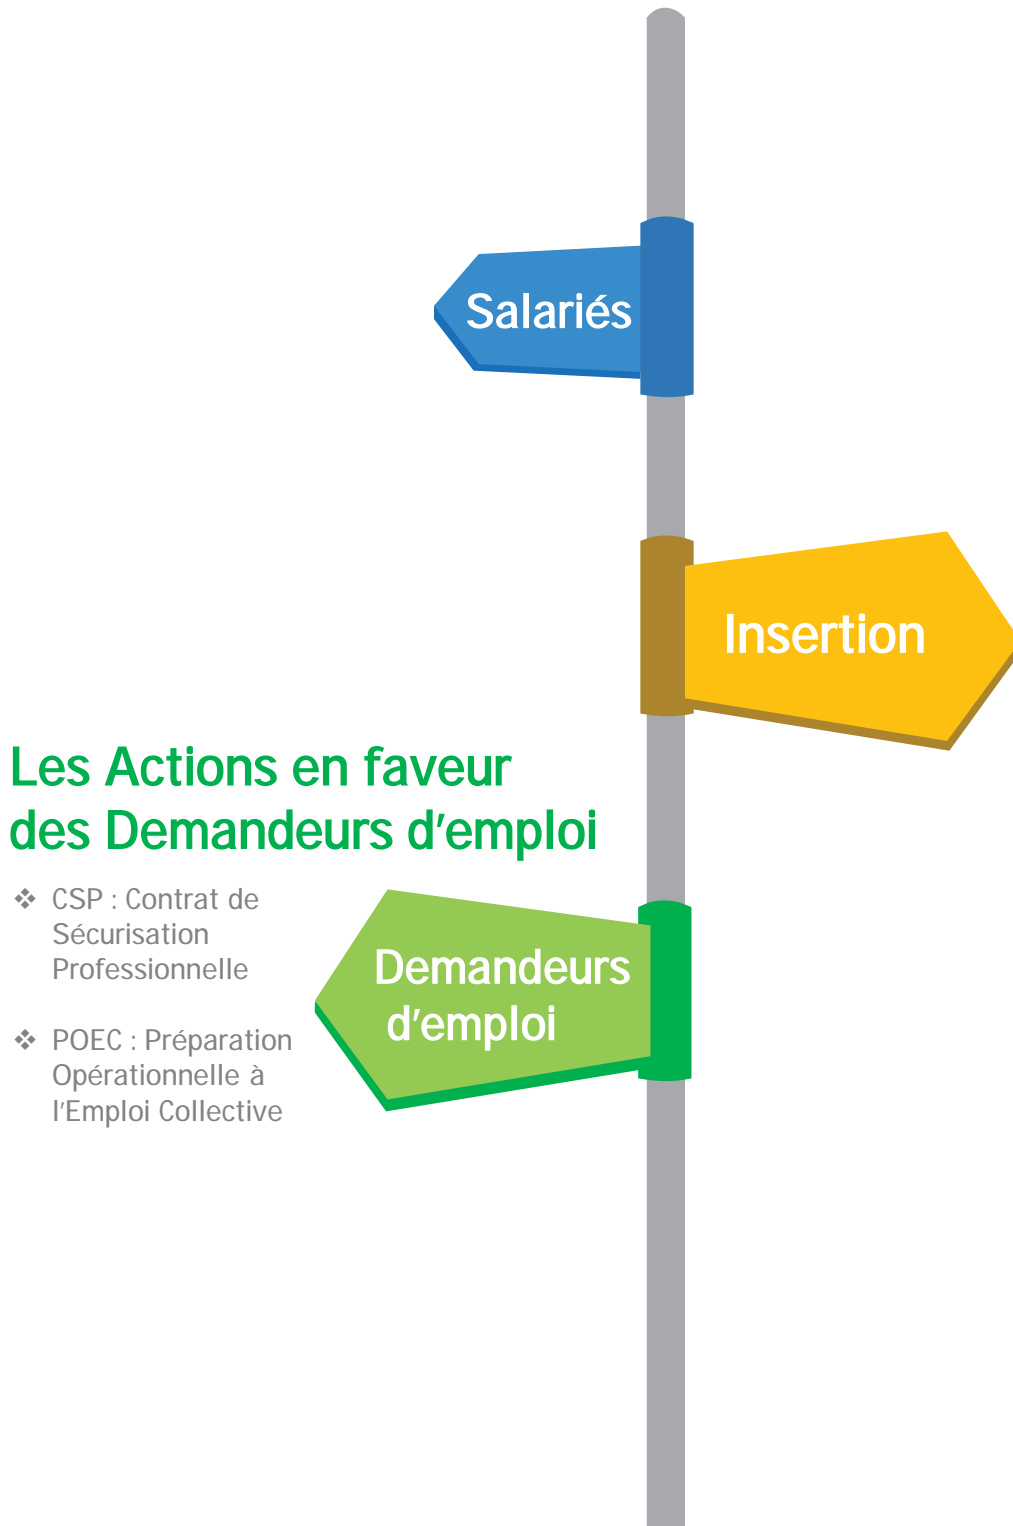 Salariés
Insertion
Les Actions en faveur
des Demandeurs d'emploi
❖ CSP : Contrat de
Sécurisation
Professionnelle
❖ POEC : Préparation
Opérationnelle à
l'Emploi Collective
Demandeurs
d'emploi